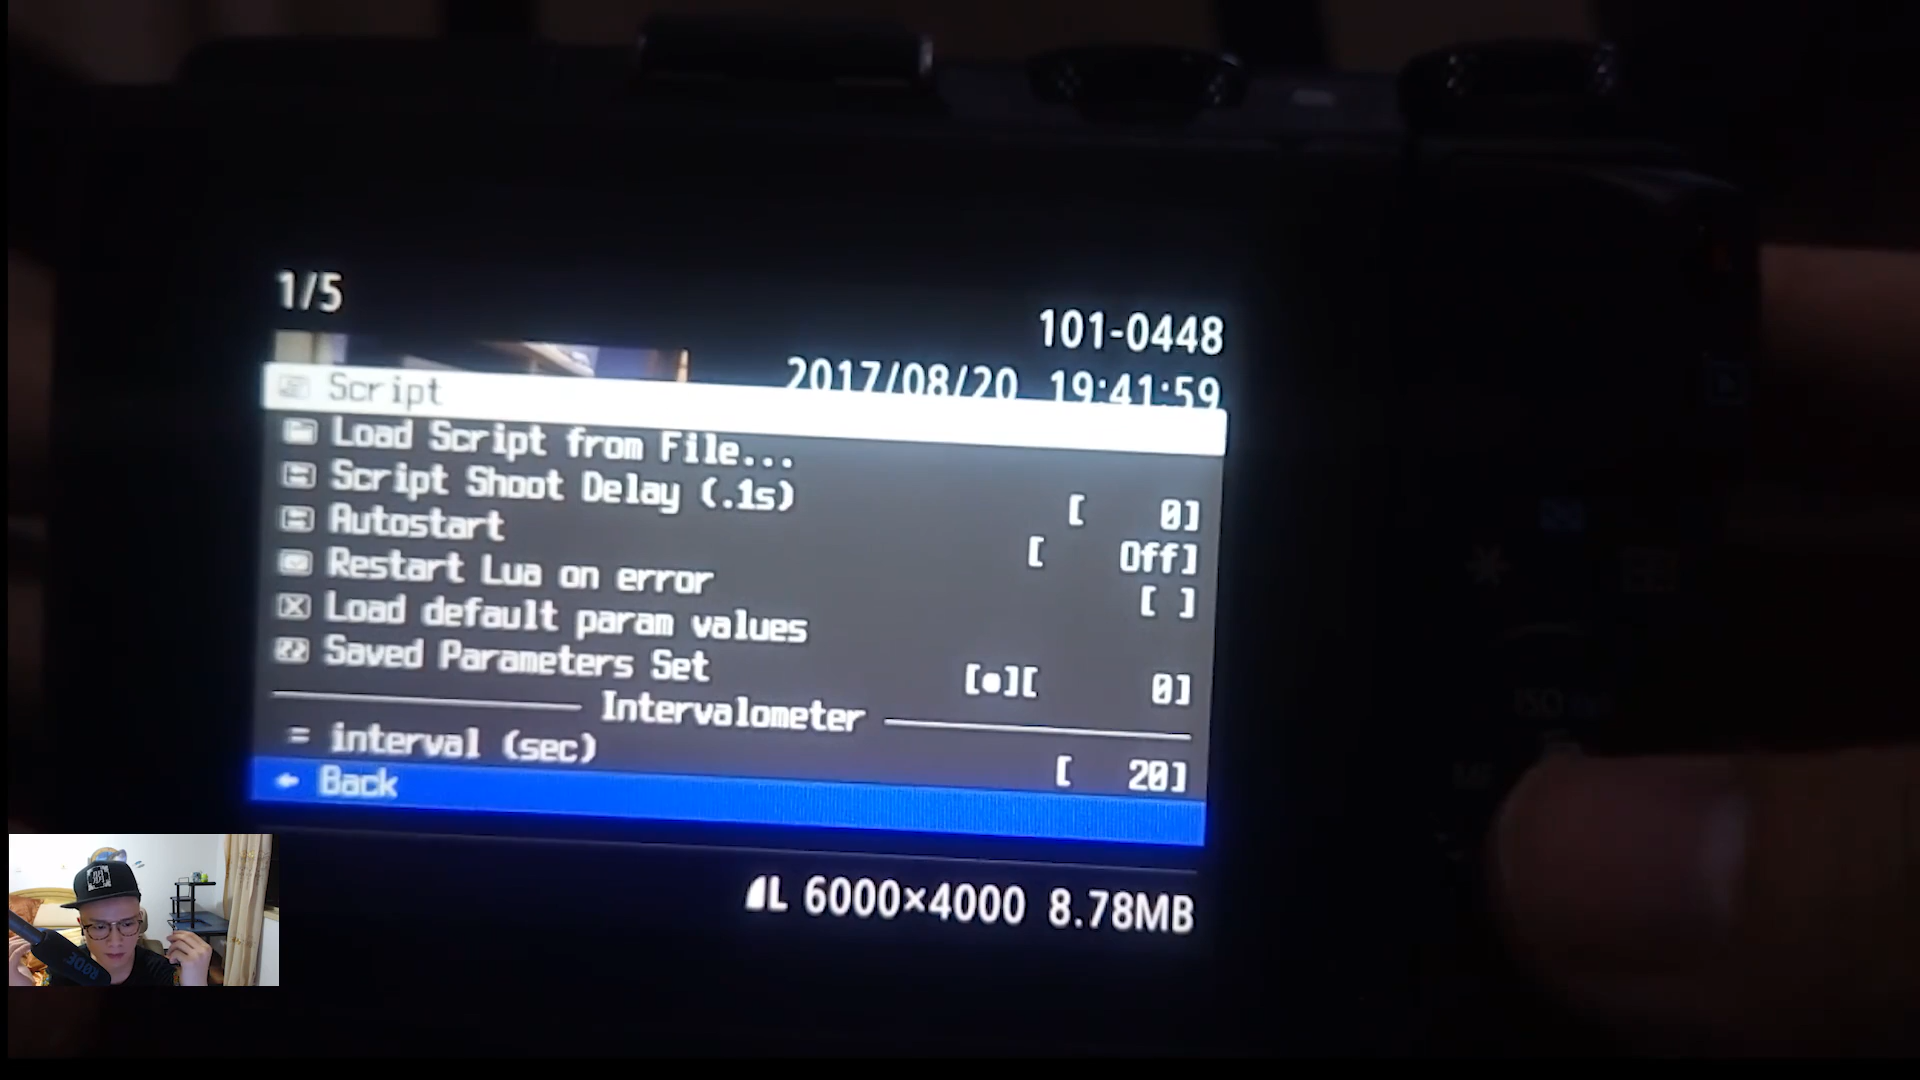 1/5
101-0448
2017/08/20 19:41:59
Script
Load Script from File...
Script Shoot Delay (.1s) [ 0]
Autostart [ Off]
Restart Lua on error [ ]
Load default param values
Saved Parameters Set [●][ 0]
Intervalometer
= interval (sec) [ 20]
Back
L 6000×4000 8.78MB
RØDE